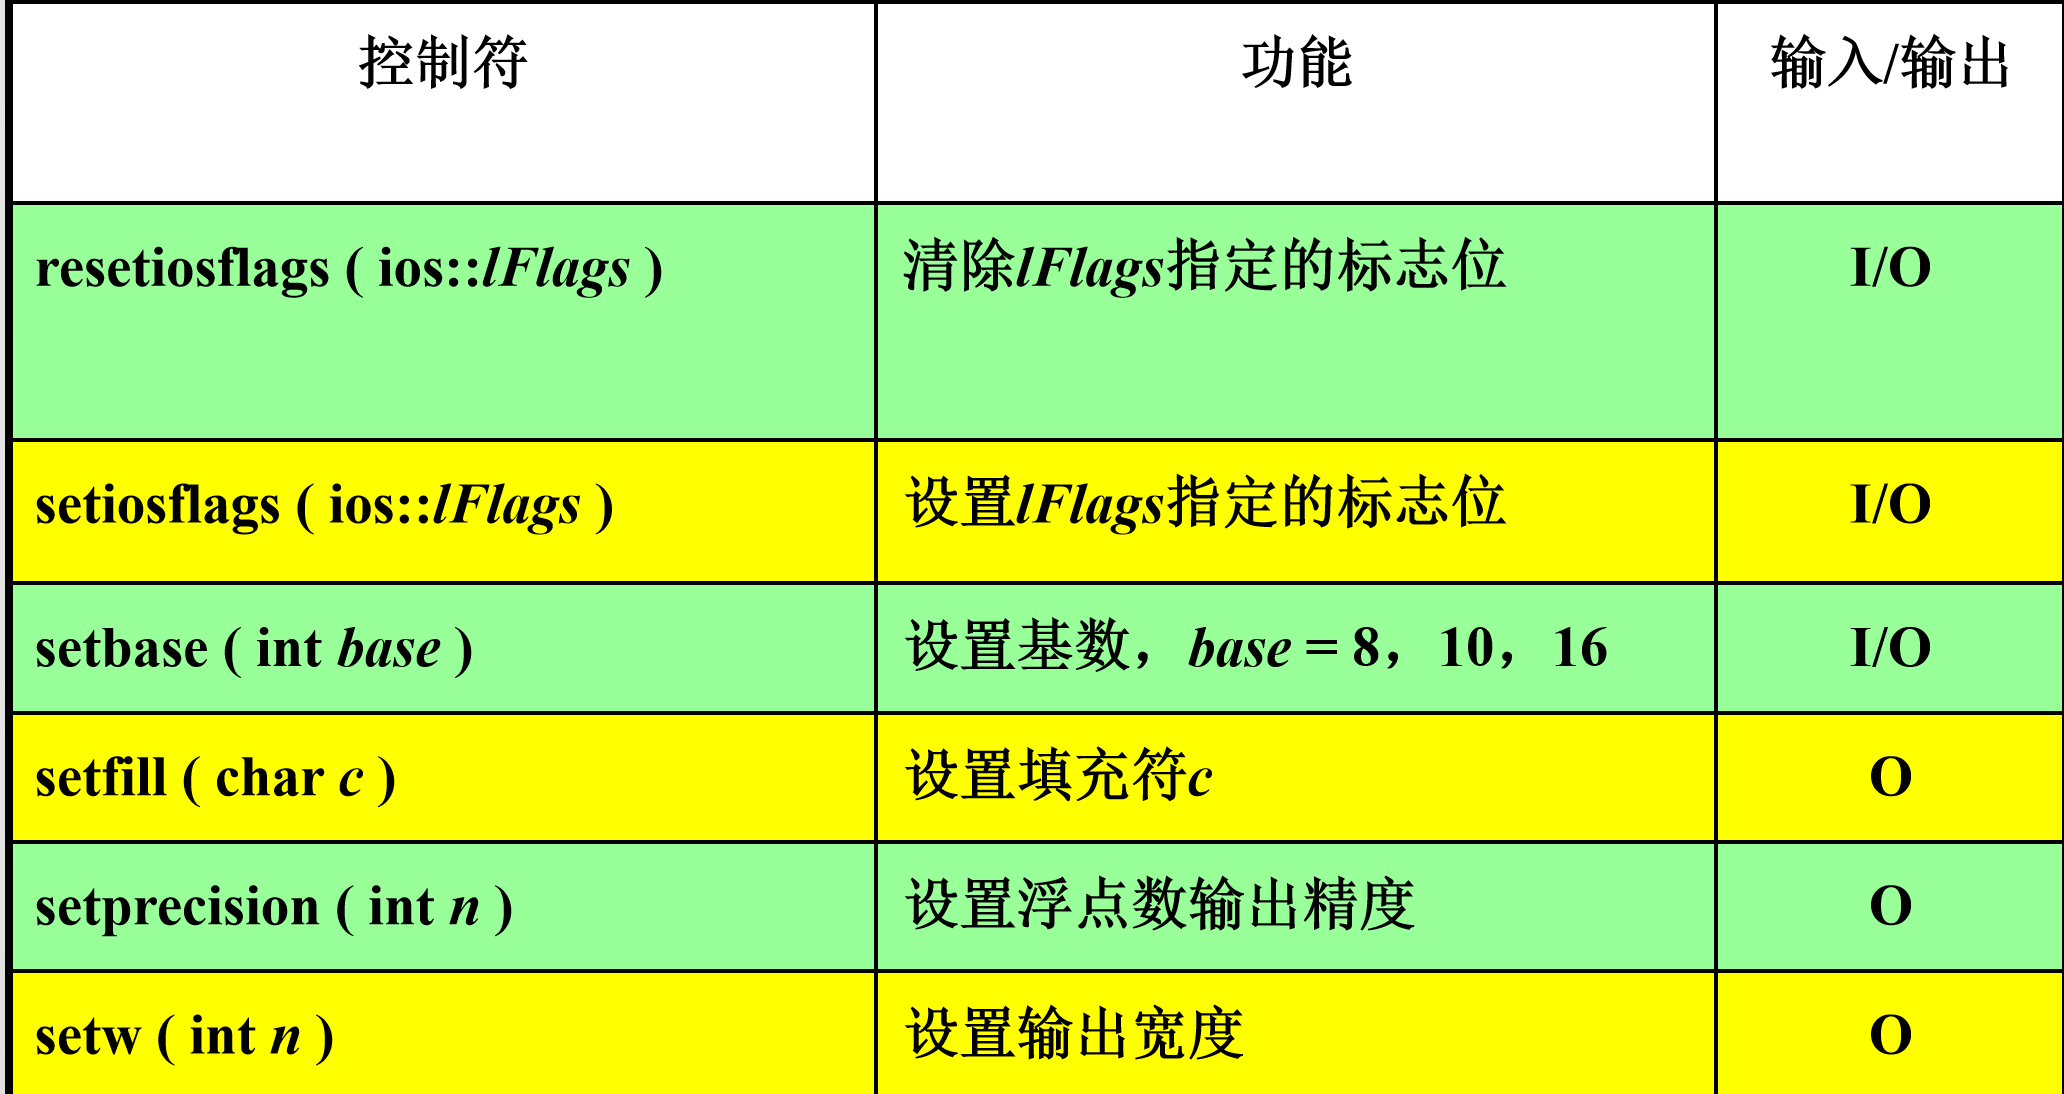 控制符 功能 输入/输出
resetiosflags ( ios::lFlags ) 清除lFlags指定的标志位 I/O
setiosflags ( ios::lFlags ) 设置lFlags指定的标志位 I/O
setbase ( int base ) 设置基数，base = 8，10，16 I/O
setfill ( char c ) 设置填充符c O
setprecision ( int n ) 设置浮点数输出精度 O
setw ( int n ) 设置输出宽度 O